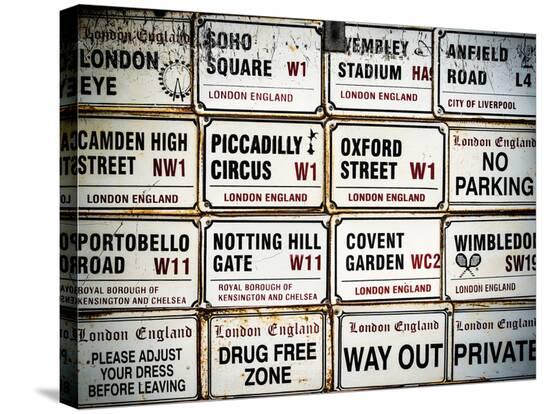 London England
LONDON
EYE
SOHO
SQUARE W1
LONDON ENGLAND
WEMBLEY
STADIUM HA9
LONDON ENGLAND
ANFIELD
ROAD L4
CITY OF LIVERPOOL
CAMDEN HIGH
STREET NW1
LONDON ENGLAND
PICCADILLY
CIRCUS W1
LONDON ENGLAND
OXFORD
STREET W1
LONDON ENGLAND
London England
NO
PARKING
PORTOBELLO
ROAD W11
ROYAL BOROUGH OF
KENSINGTON AND CHELSEA
NOTTING HILL
GATE W11
ROYAL BOROUGH OF
KENSINGTON AND CHELSEA
COVENT
GARDEN WC2
LONDON ENGLAND
WIMBLEDON
SW19
LONDON ENGLAND
London England
PLEASE ADJUST
YOUR DRESS
BEFORE LEAVING
London England
DRUG FREE
ZONE
London England
WAY OUT
London England
PRIVATE